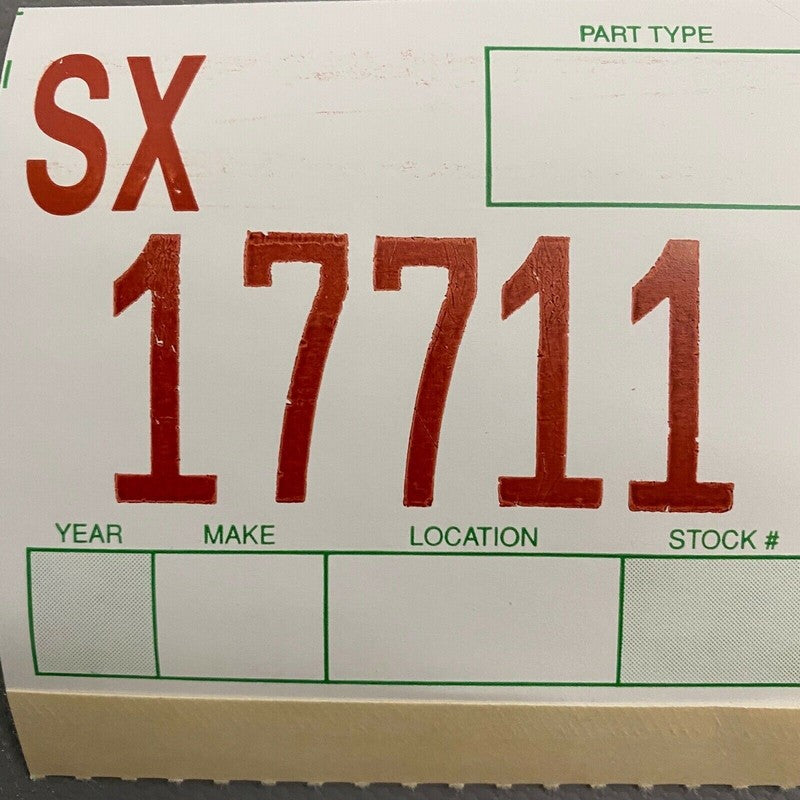 PART TYPE
SX
17711
YEAR MAKE LOCATION STOCK #